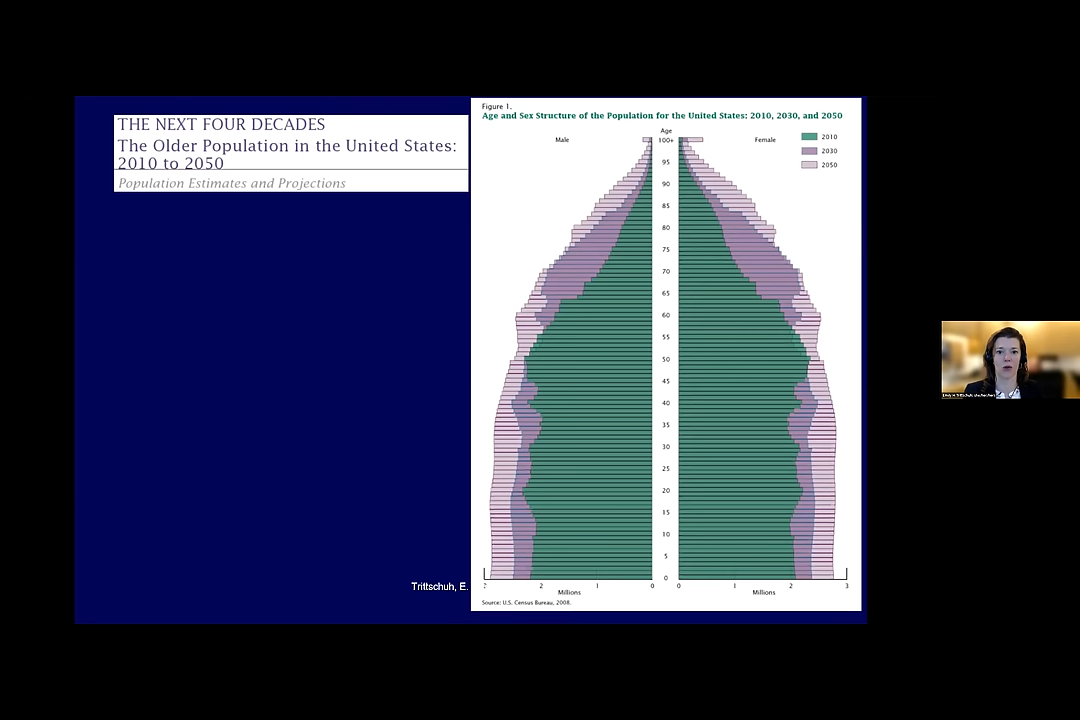 THE NEXT FOUR DECADES
The Older Population in the United States:
2010 to 2050
Population Estimates and Projections
Trittschuh, E.
Figure 1.
Age and Sex Structure of the Population for the United States: 2010, 2030, and 2050
Male
Age
Female
2010
2030
2050
100+
95
90
85
80
75
70
65
60
55
50
45
40
35
30
25
20
15
10
5
0
2
1
0
0
1
2
3
Millions
Millions
Source: U.S. Census Bureau, 2008.